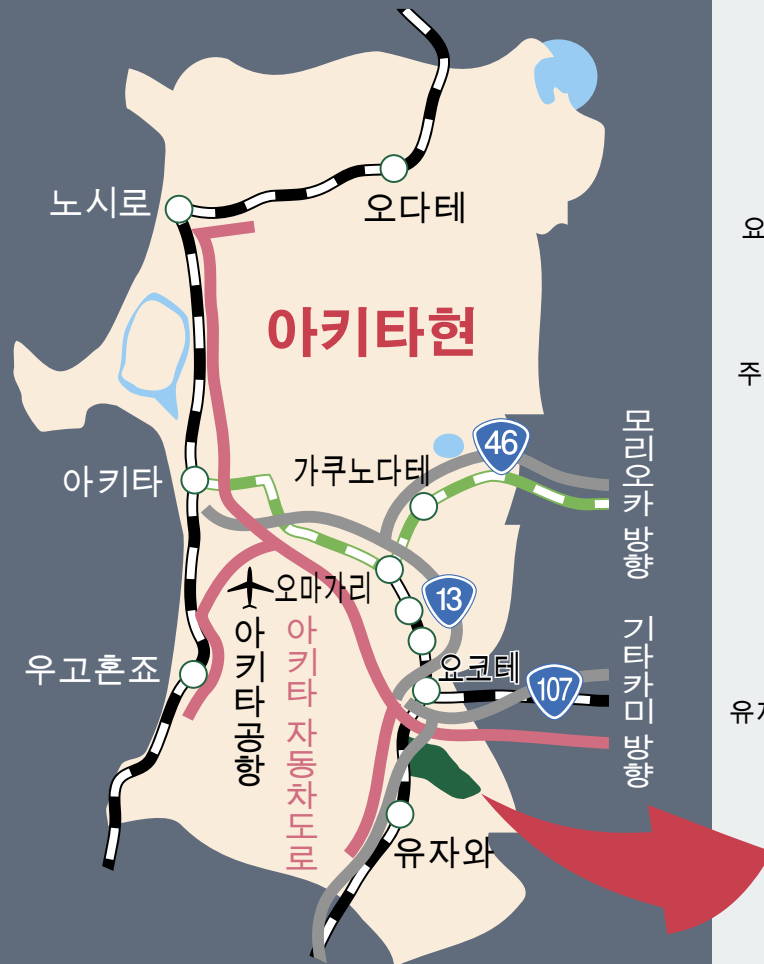 노시로
오다테
아키타현
아키타
가쿠노다테
46
모리오카 방향
오마가리
13
아키타공항
아키타 자동차도로
우고혼죠
요코테
107
기타카미 방향
유자와
요
주